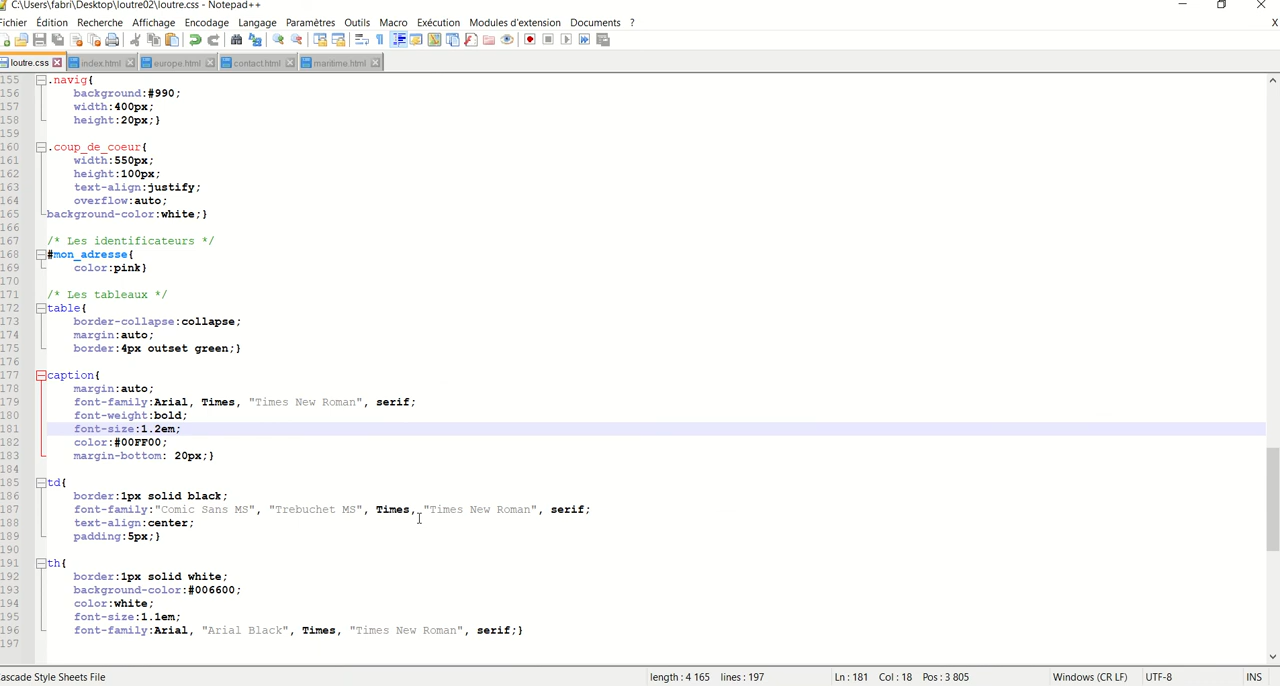 C:\Users\fabri\Desktop\loutre02\loutre.css - Notepad++
ichier Édition Recherche Affichage Encodage Langage Paramètres Outils Macro Exécution Modules d'extension Documents ? X
loutre.css index.html europe.html contact.html maritime.html
155 .navig{
156 background:#990;
157 width:400px;
158 height:20px;}
159
160 .coup_de_coeur{
161 width:550px;
162 height:100px;
163 text-align:justify;
164 overflow:auto;
165 background-color:white;}
166
167 /* Les identificateurs */
168 #mon_adresse{
169 color:pink}
170
171 /* Les tableaux */
172 table{
173 border-collapse:collapse;
174 margin:auto;
175 border:4px outset green;}
176
177 caption{
178 margin:auto;
179 font-family:Arial, Times, "Times New Roman", serif;
180 font-weight:bold;
181 font-size:1.2em;
182 color:#00FF00;
183 margin-bottom: 20px;}
184
185 td{
186 border:1px solid black;
187 font-family:"Comic Sans MS", "Trebuchet MS", Times, "Times New Roman", serif;
188 text-align:center;
189 padding:5px;}
190
191 th{
192 border:1px solid white;
193 background-color:#006600;
194 color:white;
195 font-size:1.1em;
196 font-family:Arial, "Arial Black", Times, "Times New Roman", serif;}
197
ascade Style Sheets File length : 4 165 lines : 197 Ln : 181 Col : 18 Pos : 3 805 Windows (CR LF) UTF-8 INS